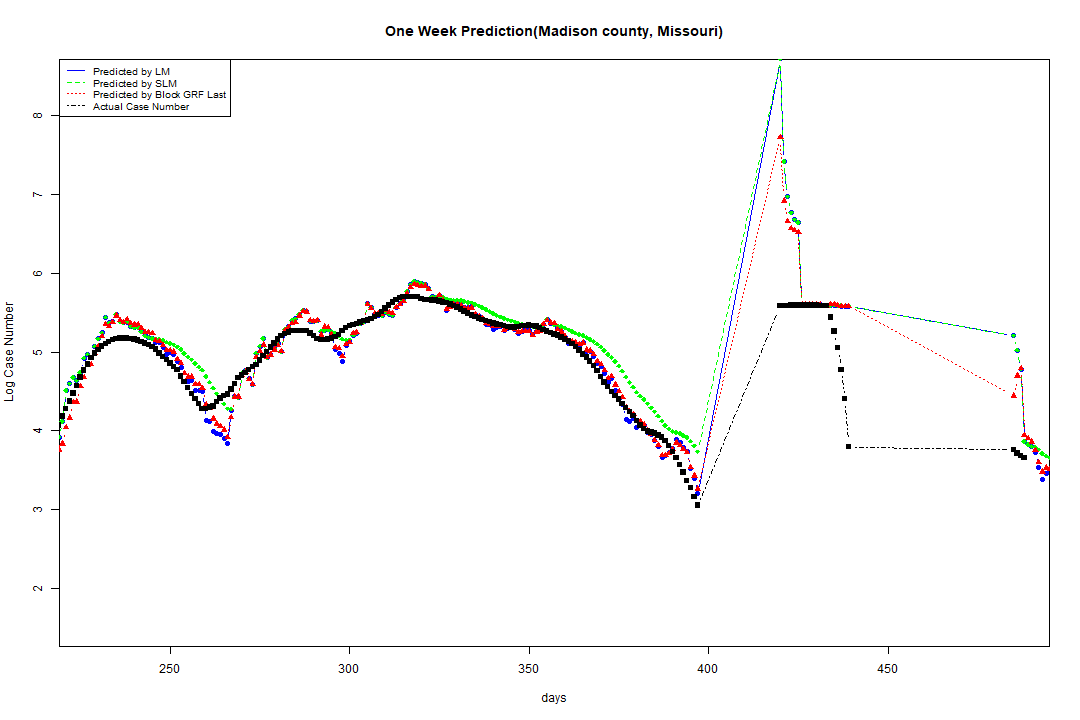 One Week Prediction(Madison county, Missouri)
Predicted by LM
Predicted by SLM
Predicted by Block GRF Last
Actual Case Number
8
7
6
5
4
3
2
Log Case Number
250
300
350
400
450
days